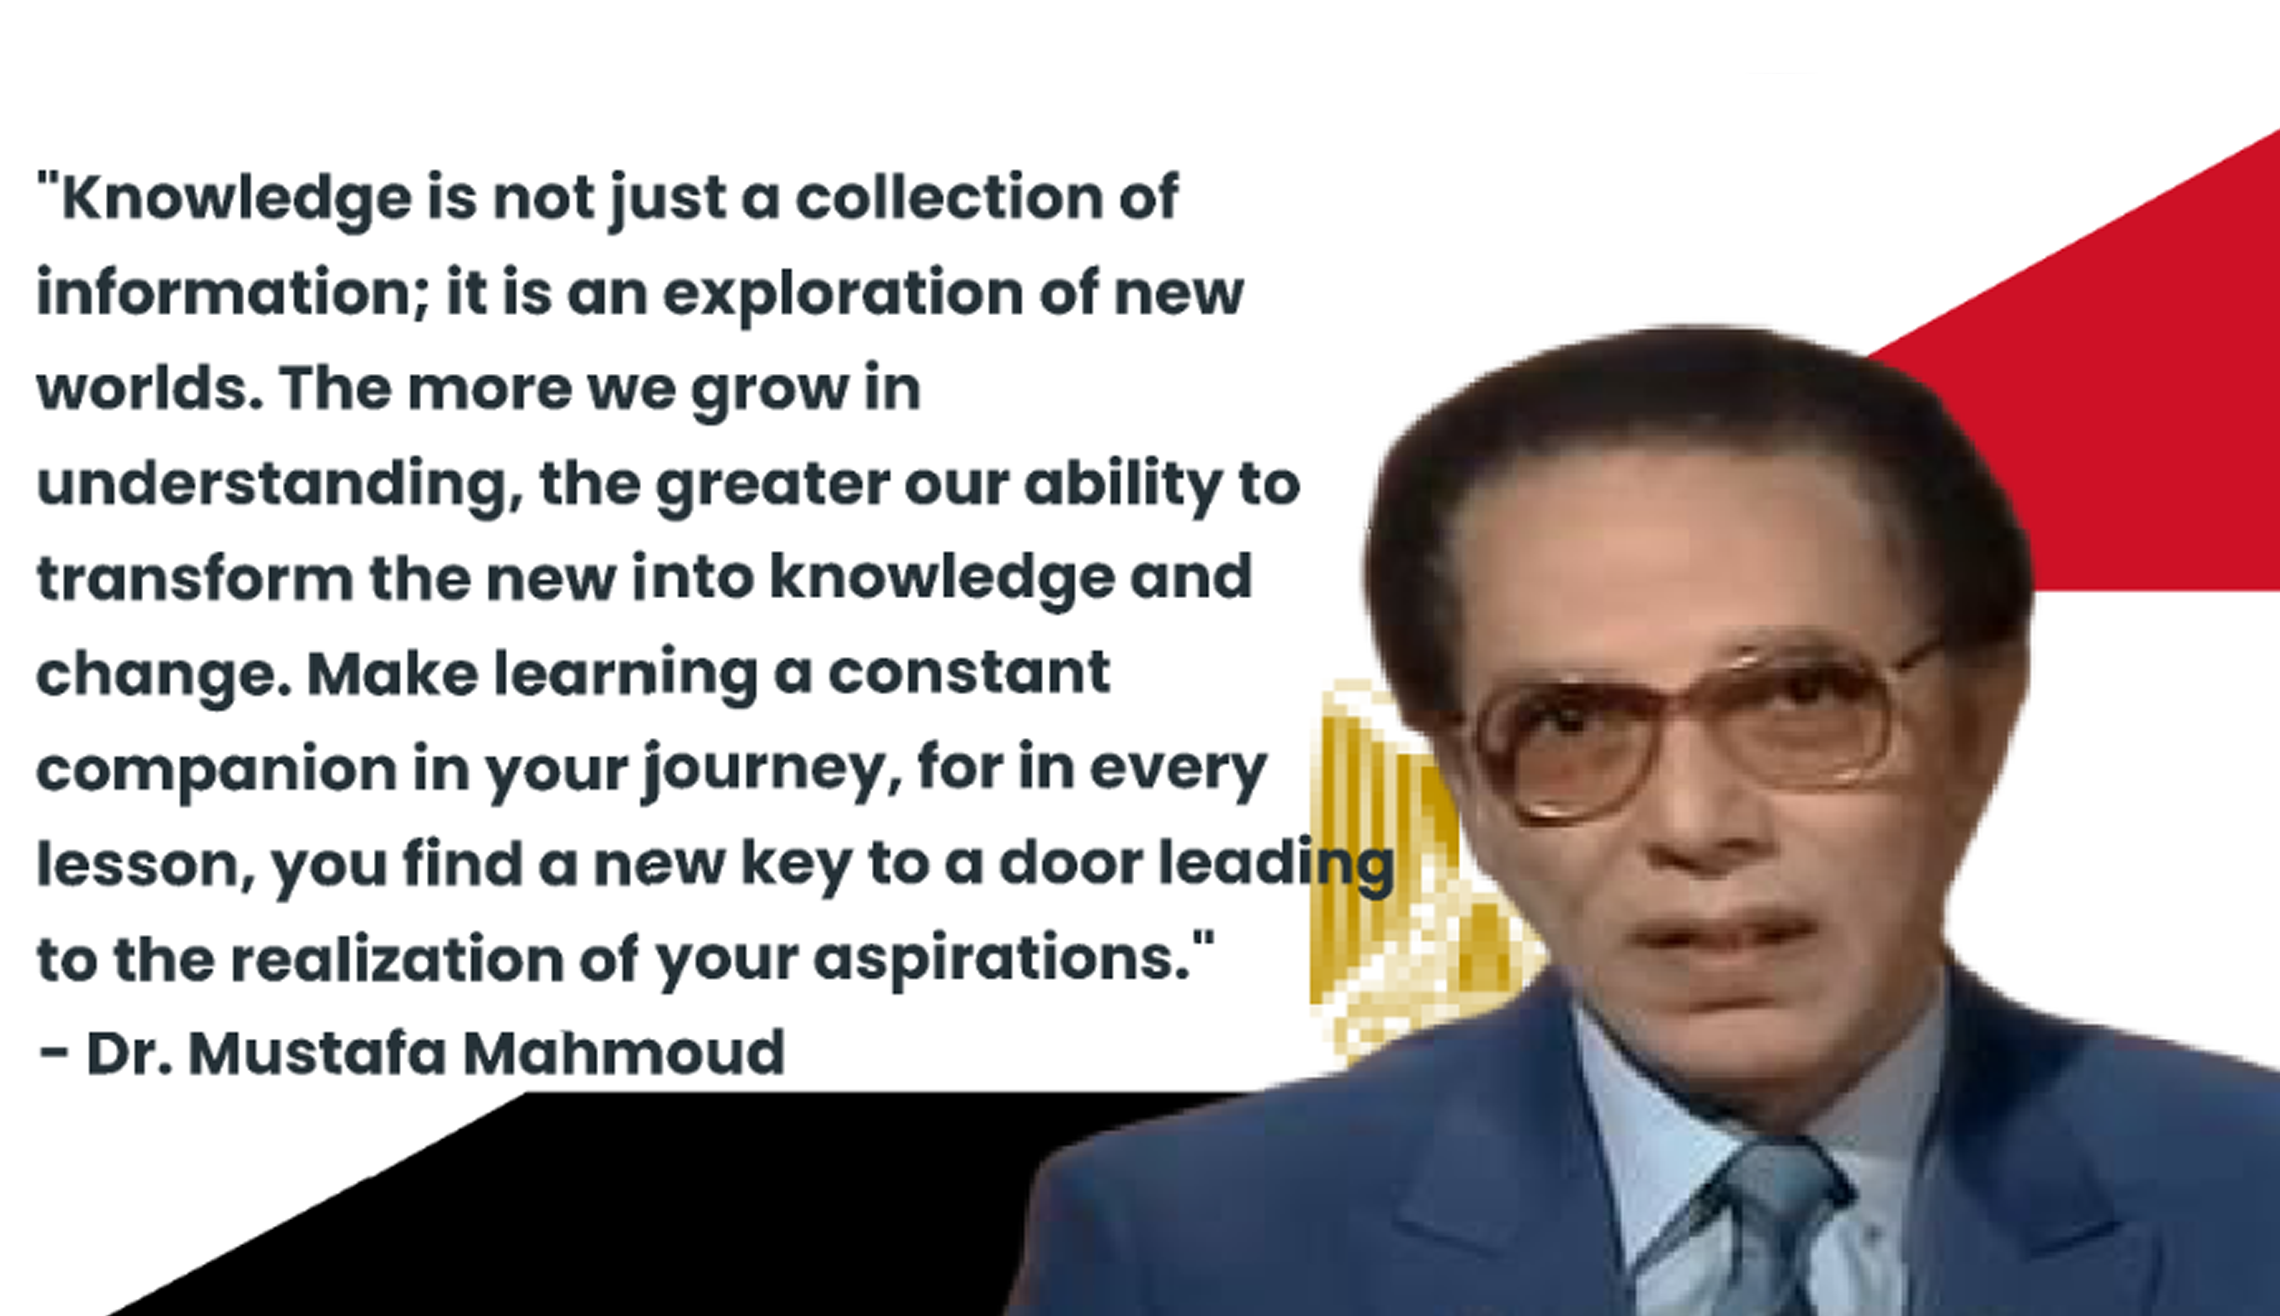 "Knowledge is not just a collection of
information; it is an exploration of new
worlds. The more we grow in
understanding, the greater our ability to
transform the new into knowledge and
change. Make learning a constant
companion in your journey, for in every
lesson, you find a new key to a door leading
to the realization of your aspirations."
- Dr. Mustafa Mahmoud